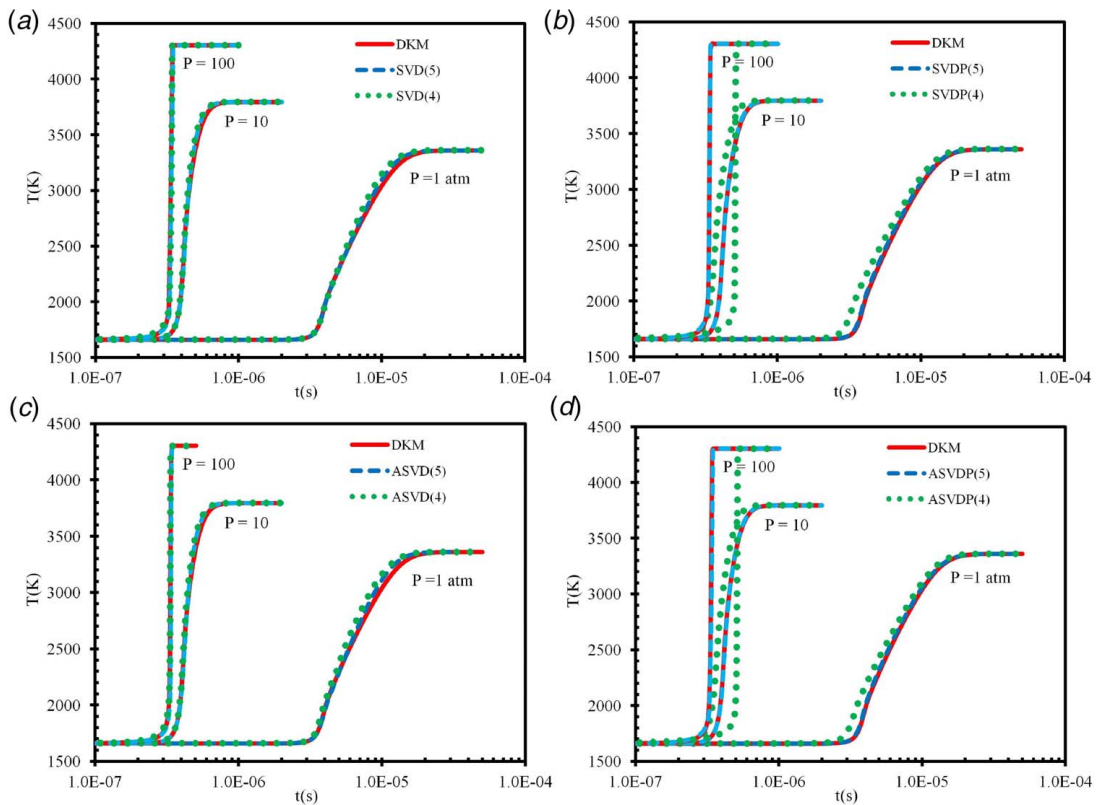 (a)
4500
4000
3500
3000
2500
2000
1500
T(K)
DKM
SVD(5)
SVD(4)
P = 100
P = 10
P =1 atm
1.0E-07
1.0E-06
1.0E-05
1.0E-04
t(s)
(b)
4500
4000
3500
3000
2500
2000
1500
T(K)
DKM
SVDP(5)
SVDP(4)
P = 100
P = 10
P =1 atm
1.0E-07
1.0E-06
1.0E-05
1.0E-04
t(s)
(c)
4500
4000
3500
3000
2500
2000
1500
T(K)
DKM
ASVD(5)
ASVD(4)
P = 100
P = 10
P =1 atm
1.0E-07
1.0E-06
1.0E-05
1.0E-04
t(s)
(d)
4500
4000
3500
3000
2500
2000
1500
T(K)
DKM
ASVDP(5)
ASVDP(4)
P = 100
P = 10
P =1 atm
1.0E-07
1.0E-06
1.0E-05
1.0E-04
t(s)